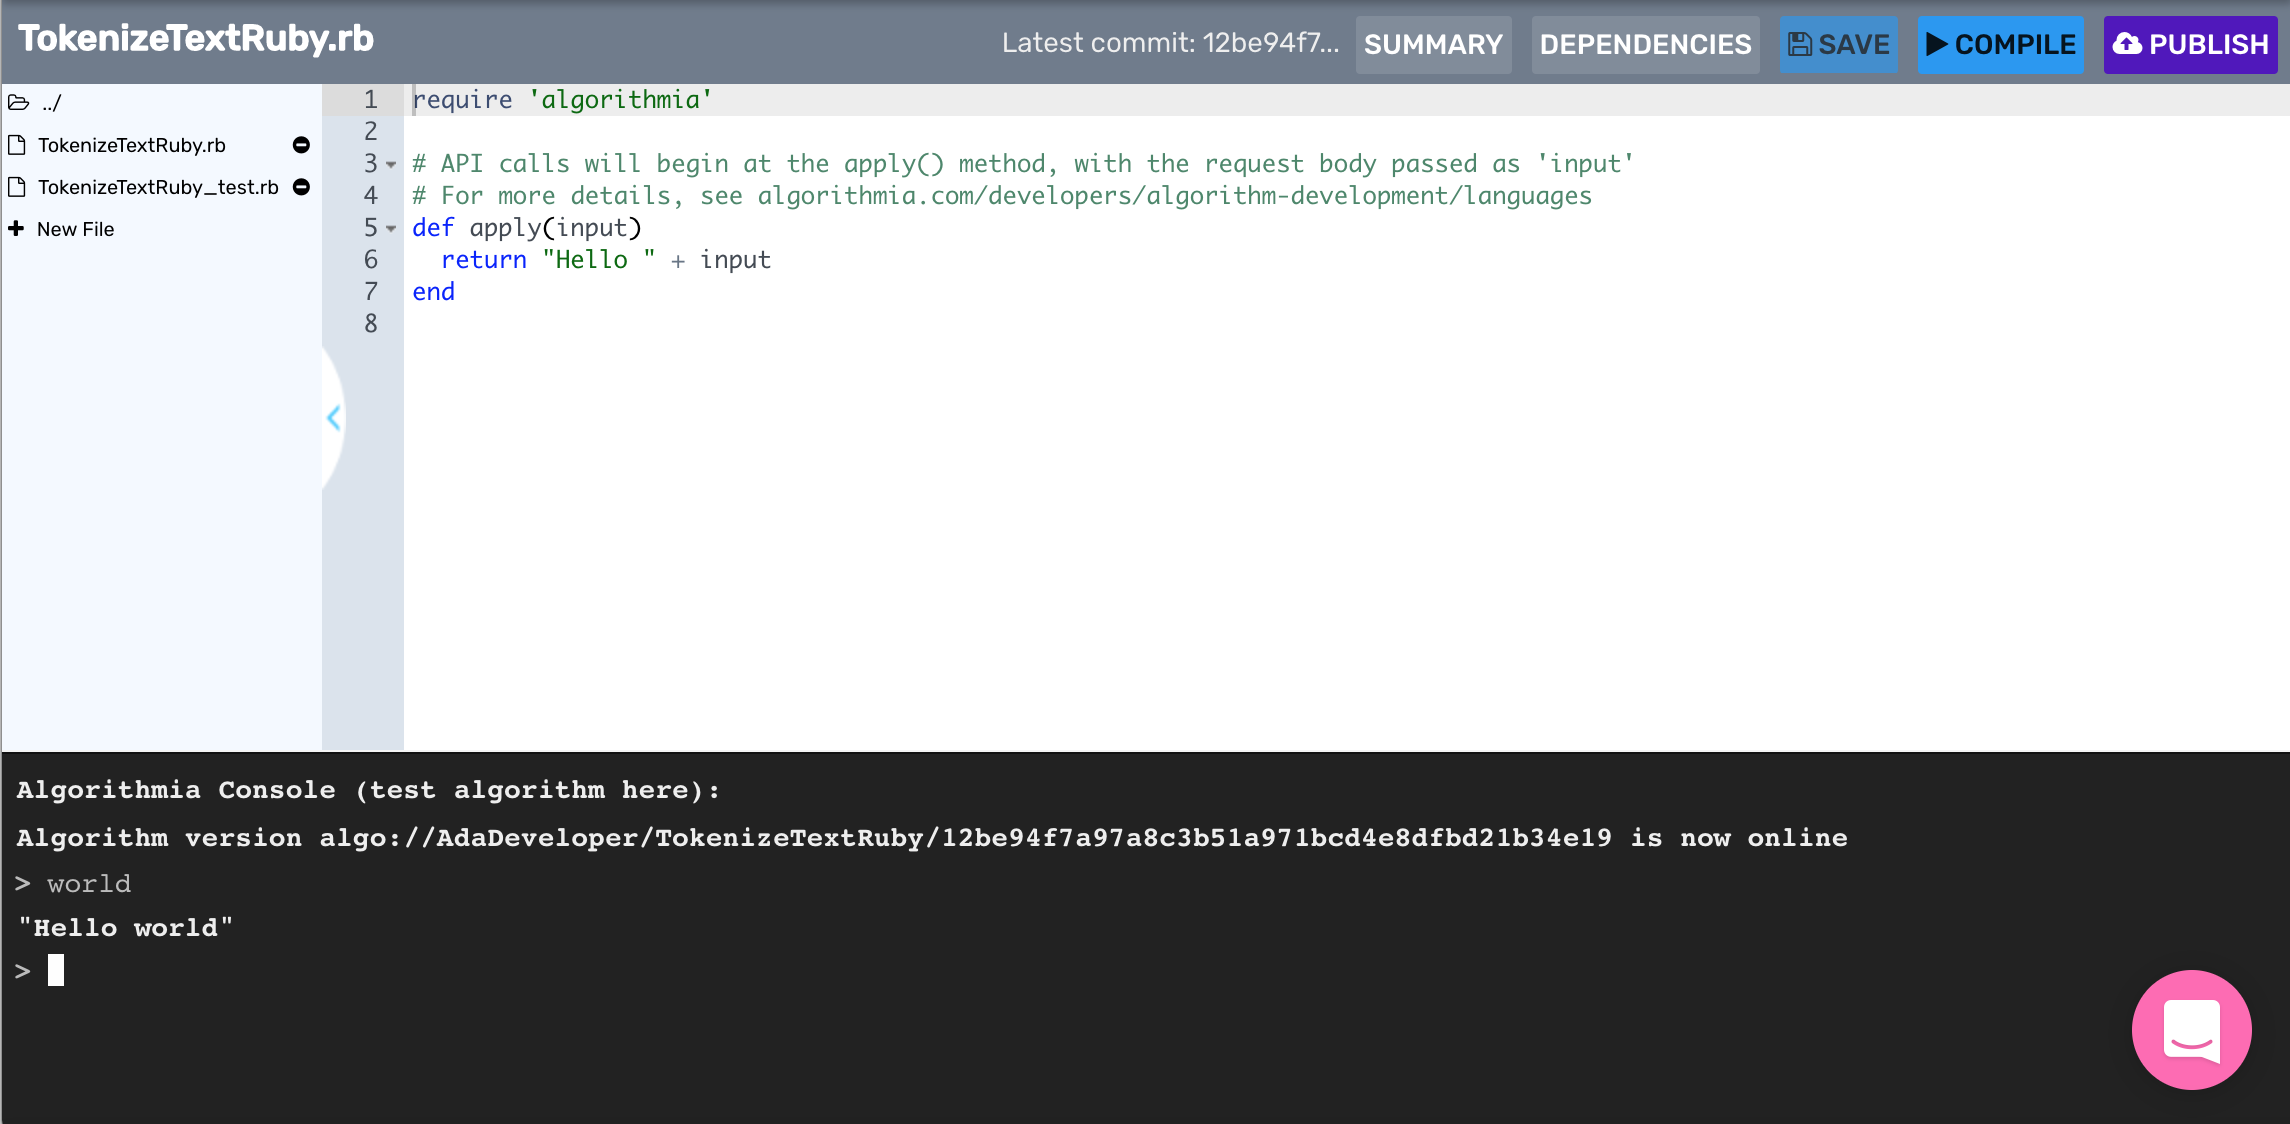 TokenizeTextRuby.rb
Latest commit: 12be94f7... SUMMARY DEPENDENCIES SAVE COMPILE PUBLISH
../
TokenizeTextRuby.rb
TokenizeTextRuby_test.rb
New File
1 require 'algorithmia'
2
3 # API calls will begin at the apply() method, with the request body passed as 'input'
4 # For more details, see algorithmia.com/developers/algorithm-development/languages
5 def apply(input)
6   return "Hello " + input
7 end
8
Algorithmia Console (test algorithm here):
Algorithm version algo://AdaDeveloper/TokenizeTextRuby/12be94f7a97a8c3b51a971bcd4e8dfbd21b34e19 is now online
> world
"Hello world"
>